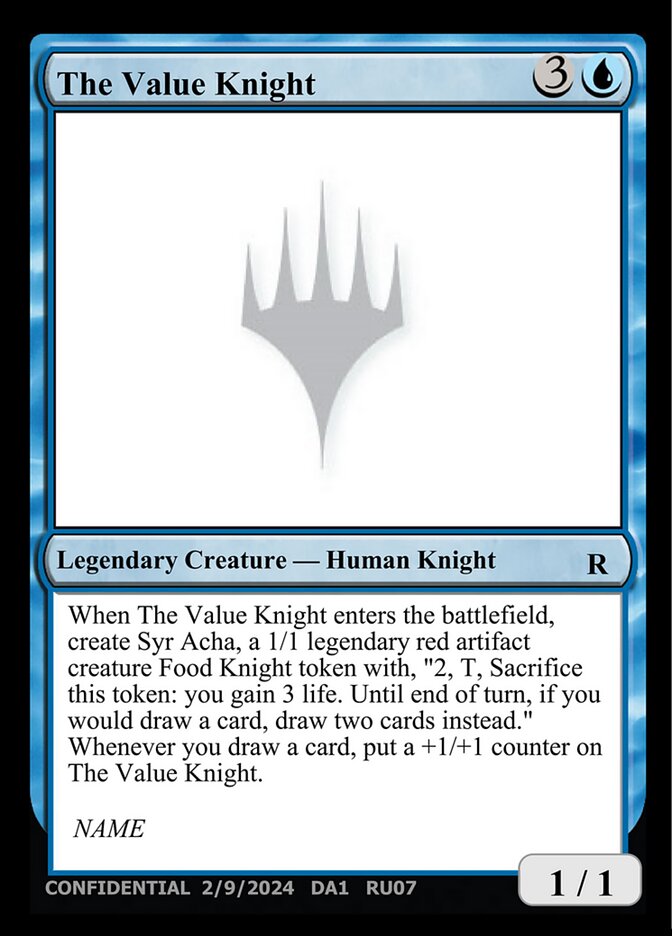 The Value Knight 3
Legendary Creature — Human Knight R
When The Value Knight enters the battlefield,
create Syr Acha, a 1/1 legendary red artifact
creature Food Knight token with, "2, T, Sacrifice
this token: you gain 3 life. Until end of turn, if you
would draw a card, draw two cards instead."
Whenever you draw a card, put a +1/+1 counter on
The Value Knight.
NAME
1 / 1
CONFIDENTIAL 2/9/2024 DA1 RU07